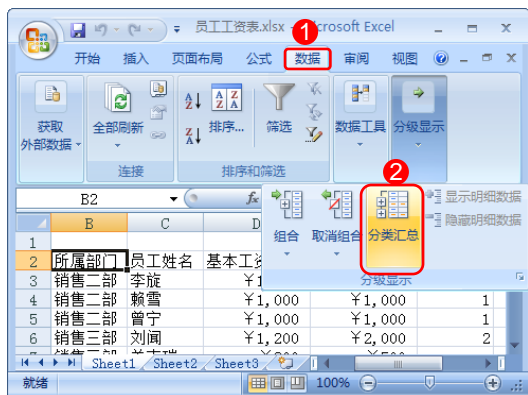 员工工资表.xlsx - Microsoft Excel
1
开始 插入 页面布局 公式 数据 审阅 视图
获取外部数据 全部刷新 排序... 筛选 数据工具 分级显示
连接 排序和筛选
2
B2 fx
组合 取消组合 分类汇总 显示明细数据
隐藏明细数据
分级显示
B C D
1
2 所属部门 员工姓名 基本工资
3 销售二部 李旋
4 销售二部 赖雪 ¥1,000 ¥1,000 1
5 销售二部 曾宁 ¥1,000 ¥1,000 1
6 销售三部 刘闻 ¥1,200 ¥2,000 2
7
Sheet1 Sheet2 Sheet3
就绪 100%